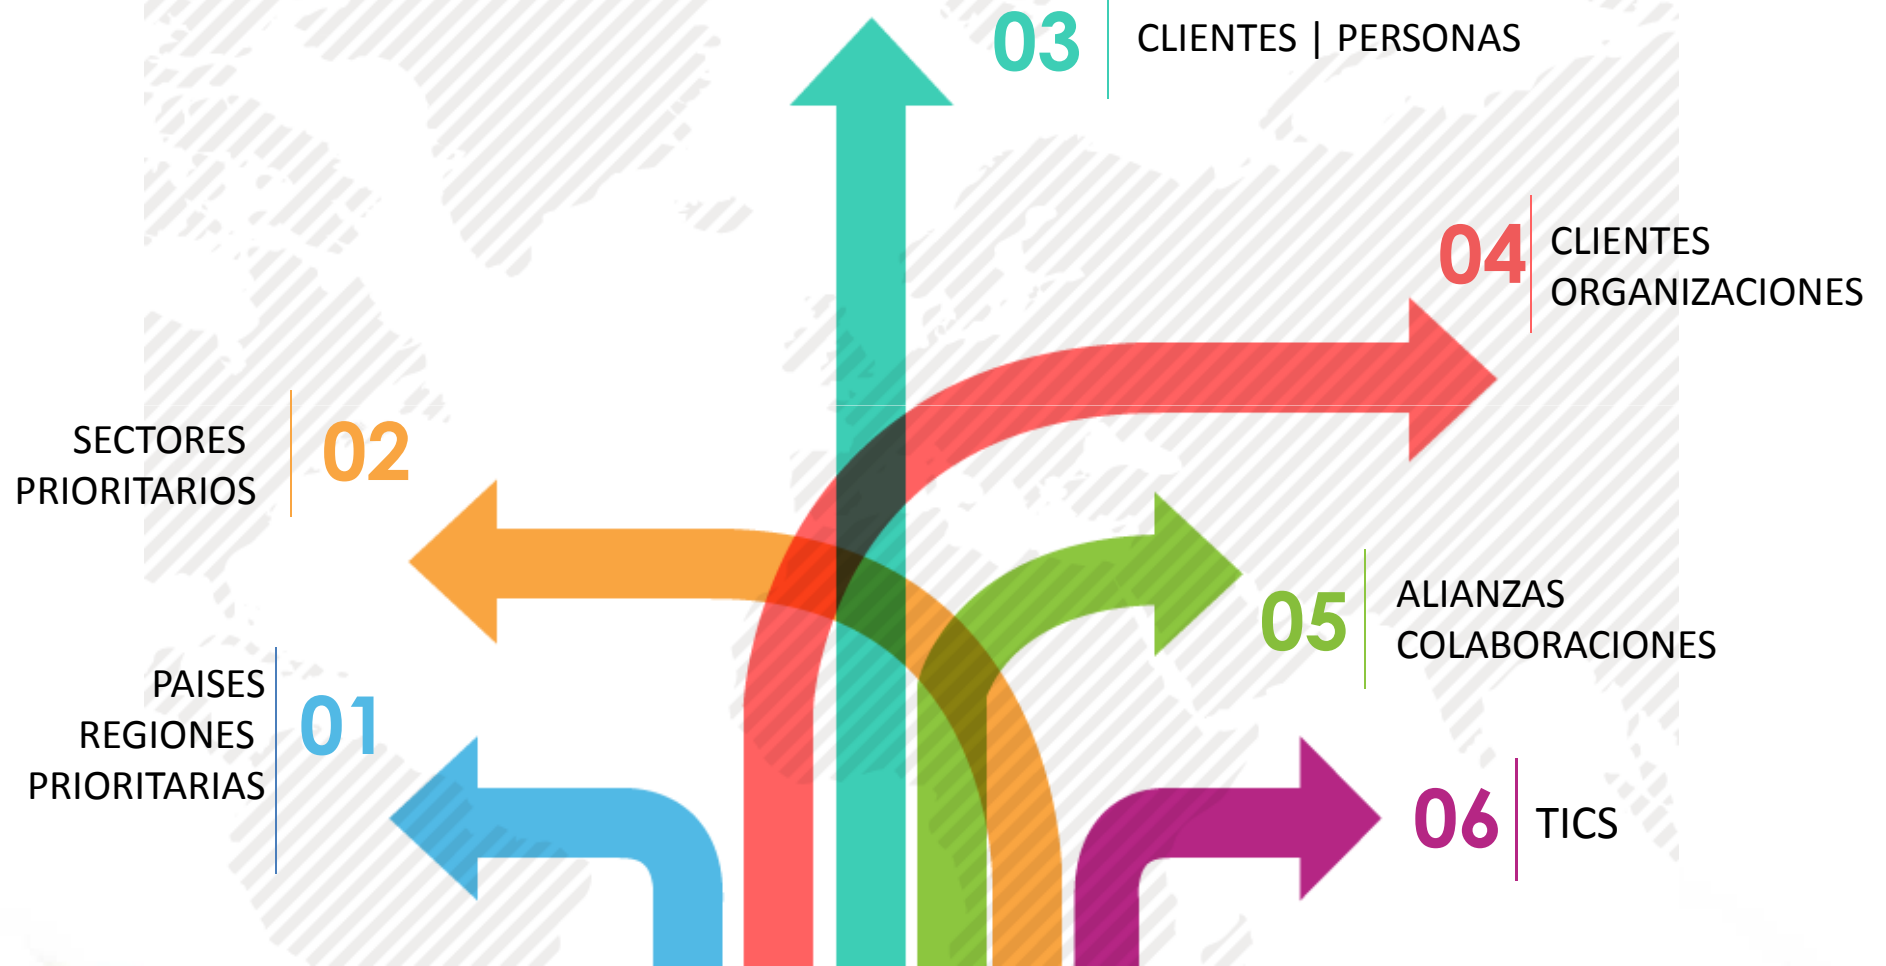 03
CLIENTES | PERSONAS
04
CLIENTES
ORGANIZACIONES
SECTORES
PRIORITARIOS
02
05
ALIANZAS
COLABORACIONES
PAISES
REGIONES
PRIORITARIAS
01
06
TICS